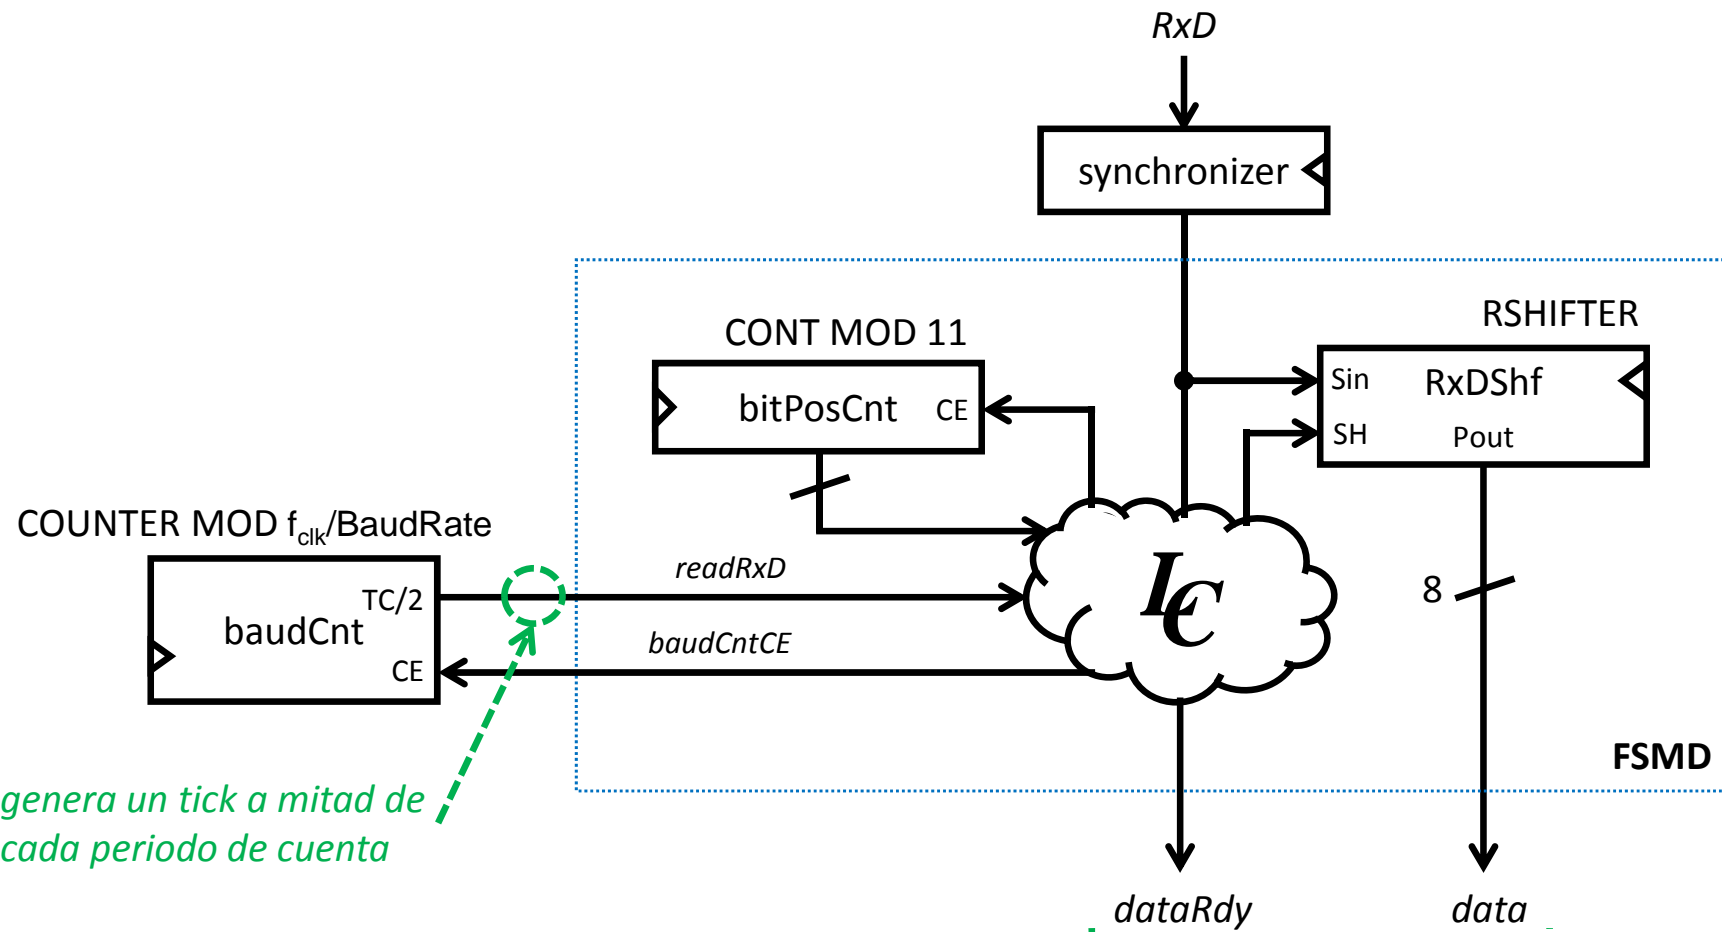 RxD
synchronizer
RSHIFTER
CONT MOD 11
Sin
RxDShf
bitPosCnt
CE
SH
Pout
COUNTER MOD fclk/BaudRate
readRxD
8
TC/2
LC
baudCnt
baudCntCE
CE
FSMD
genera un tick a mitad de
cada periodo de cuenta
dataRdy
data